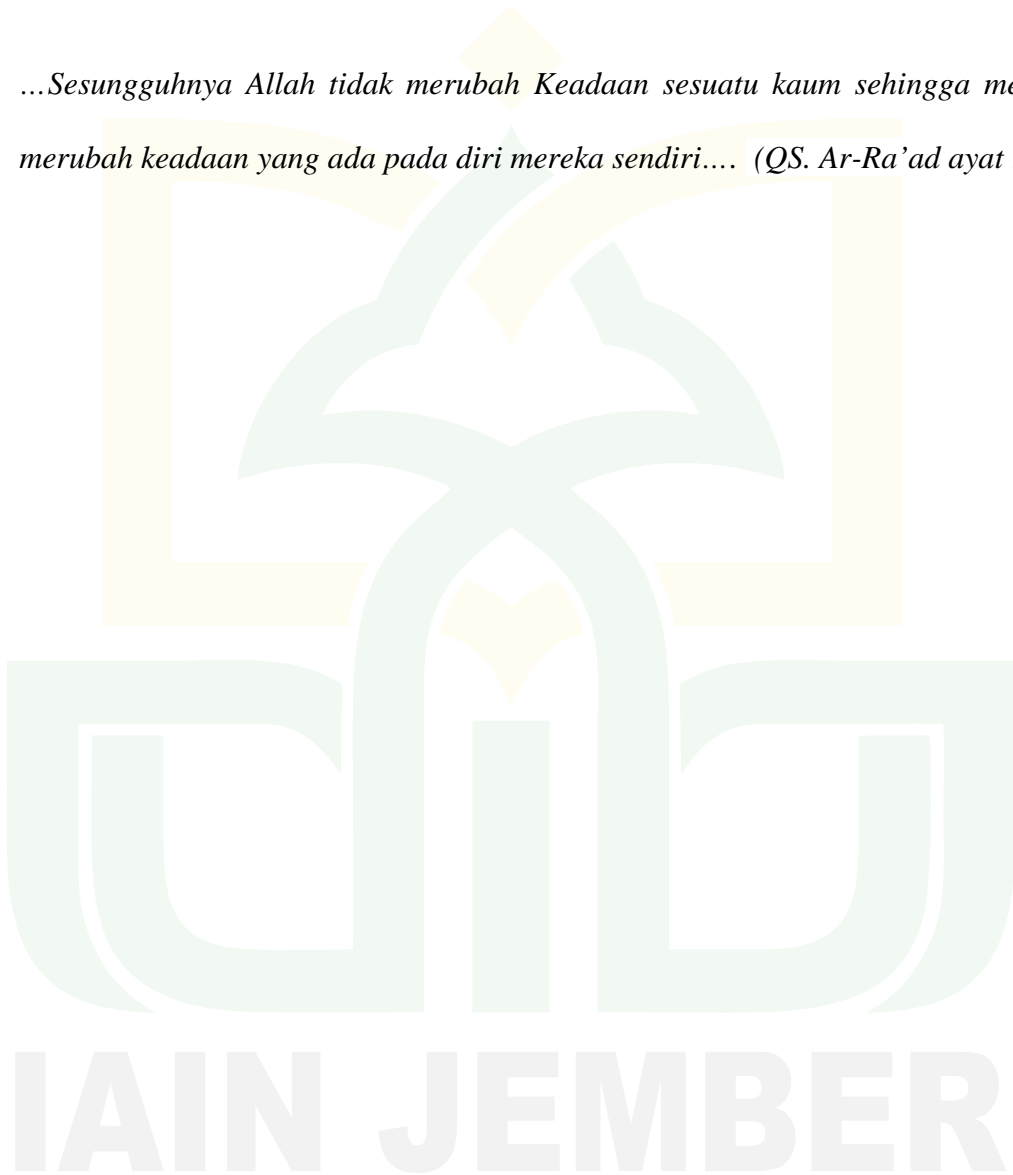 …Sesungguhnya Allah tidak merubah Keadaan sesuatu kaum sehingga
merubah keadaan yang ada pada diri mereka sendiri…. (QS. Ar-Ra’ad ayat
IAIN JEMBER